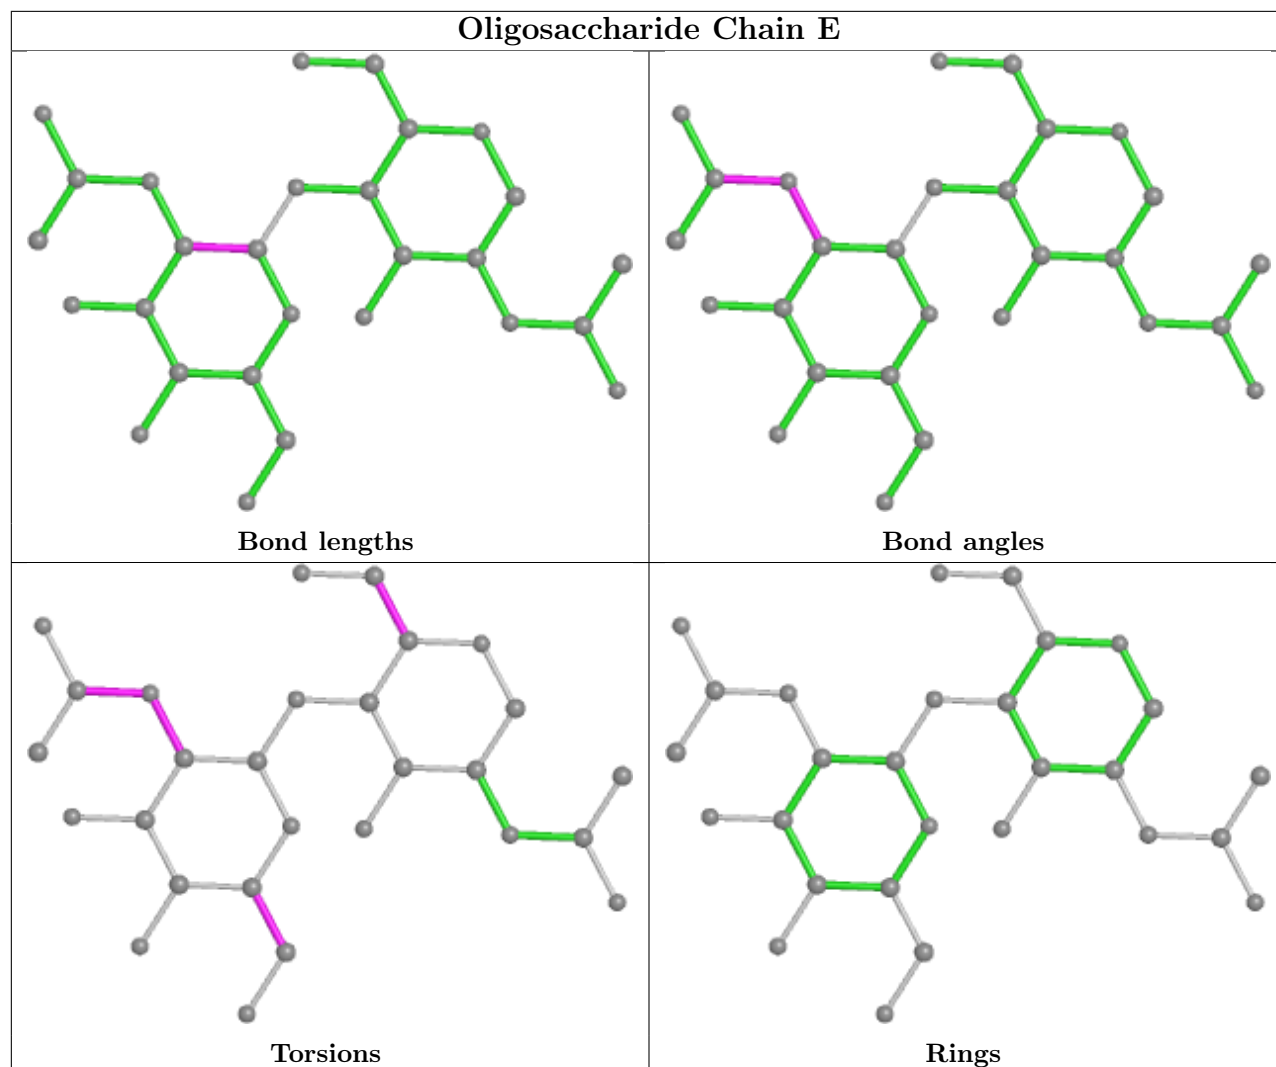 Oligosaccharide Chain E
Bond lengths
Bond angles
Torsions
Rings